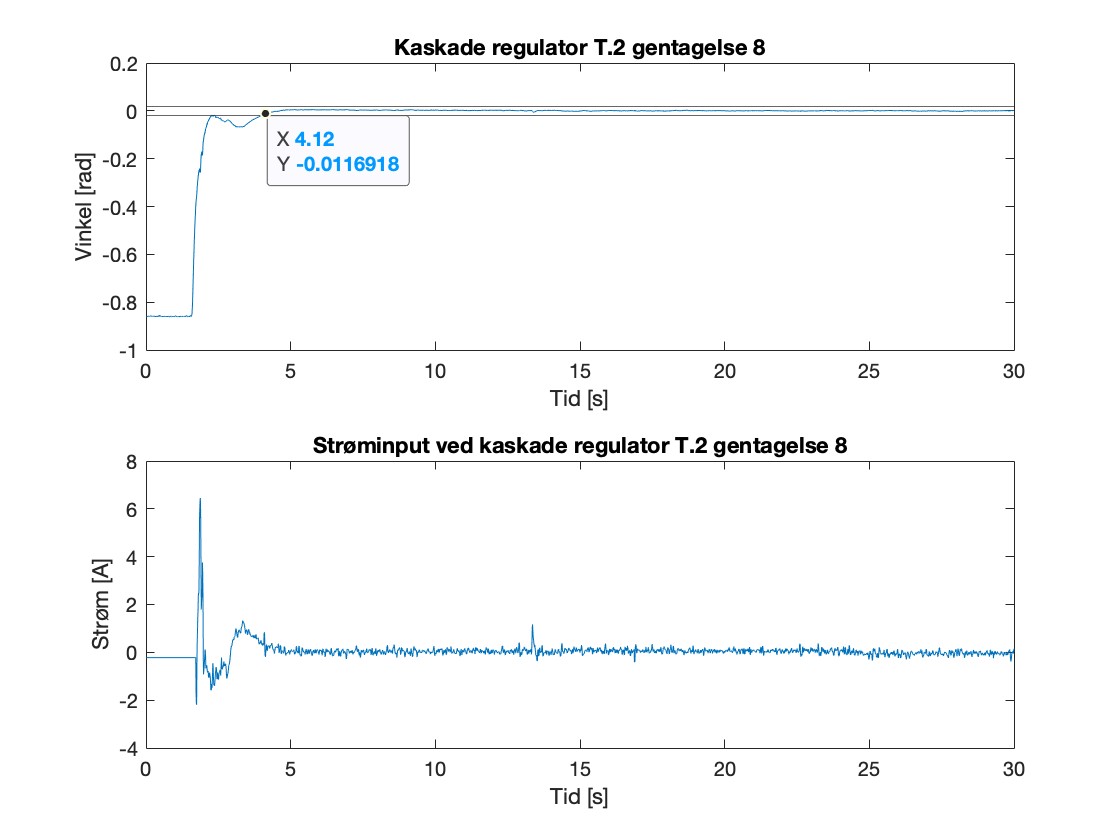 Kaskade regulator T.2 gentagelse 8
0.2
0
-0.2
-0.4
-0.6
-0.8
-1
Vinkel [rad]
X 4.12
Y -0.0116918
0 5 10 15 20 25 30
Tid [s]
Strøminput ved kaskade regulator T.2 gentagelse 8
8
6
4
2
0
-2
-4
Strøm [A]
0 5 10 15 20 25 30
Tid [s]